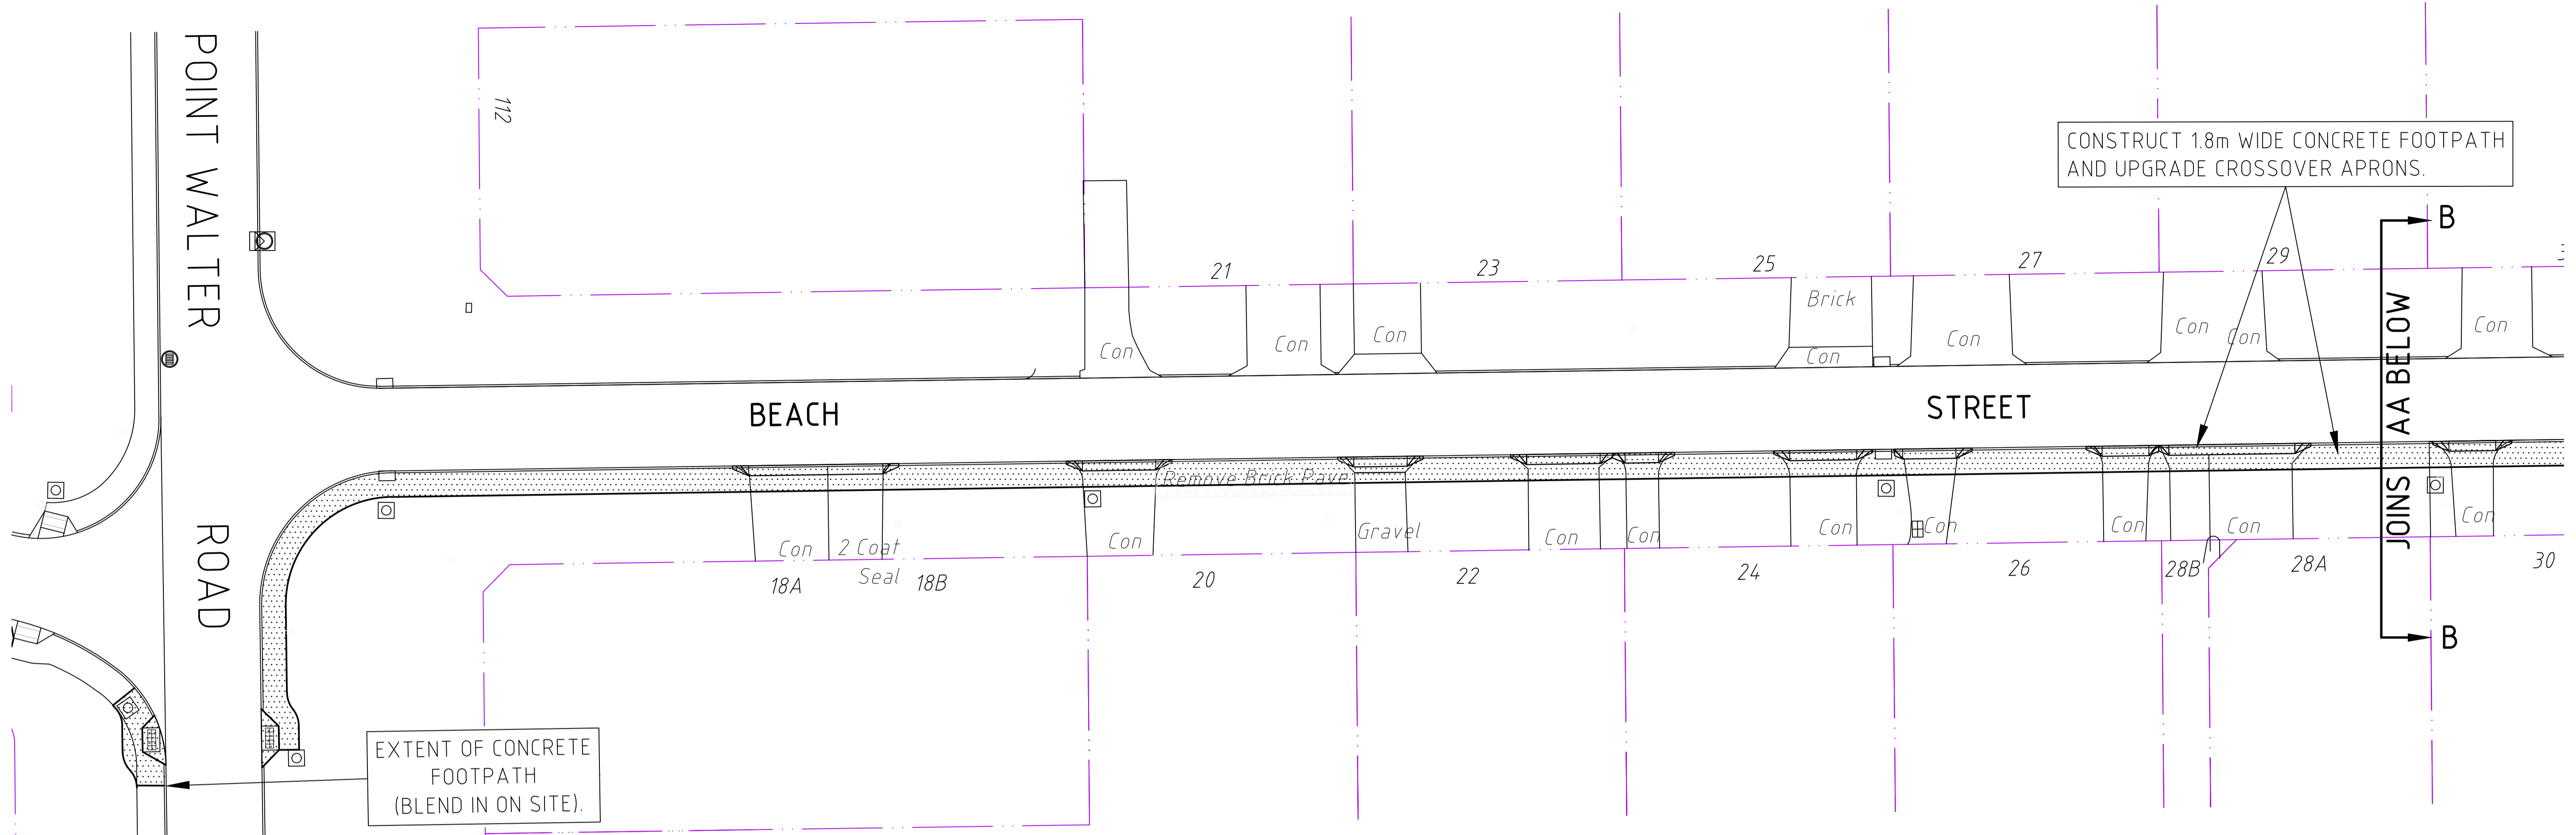 POINT WALTER
ROAD
112
CONSTRUCT 1.8m WIDE CONCRETE FOOTPATH
AND UPGRADE CROSSOVER APRONS.
B
21
23
25
27
29
Brick
Con
Con
Con
Con
Con
Con
Con
Con
BEACH
STREET
JOINS AA BELOW
Remove Brick Pave
Con
2 Coat
Seal
Con
Gravel
Con
Con
Con
Con
Con
Con
Con
18A
18B
20
22
24
26
28B
28A
30
B
EXTENT OF CONCRETE
FOOTPATH
(BLEND IN ON SITE).